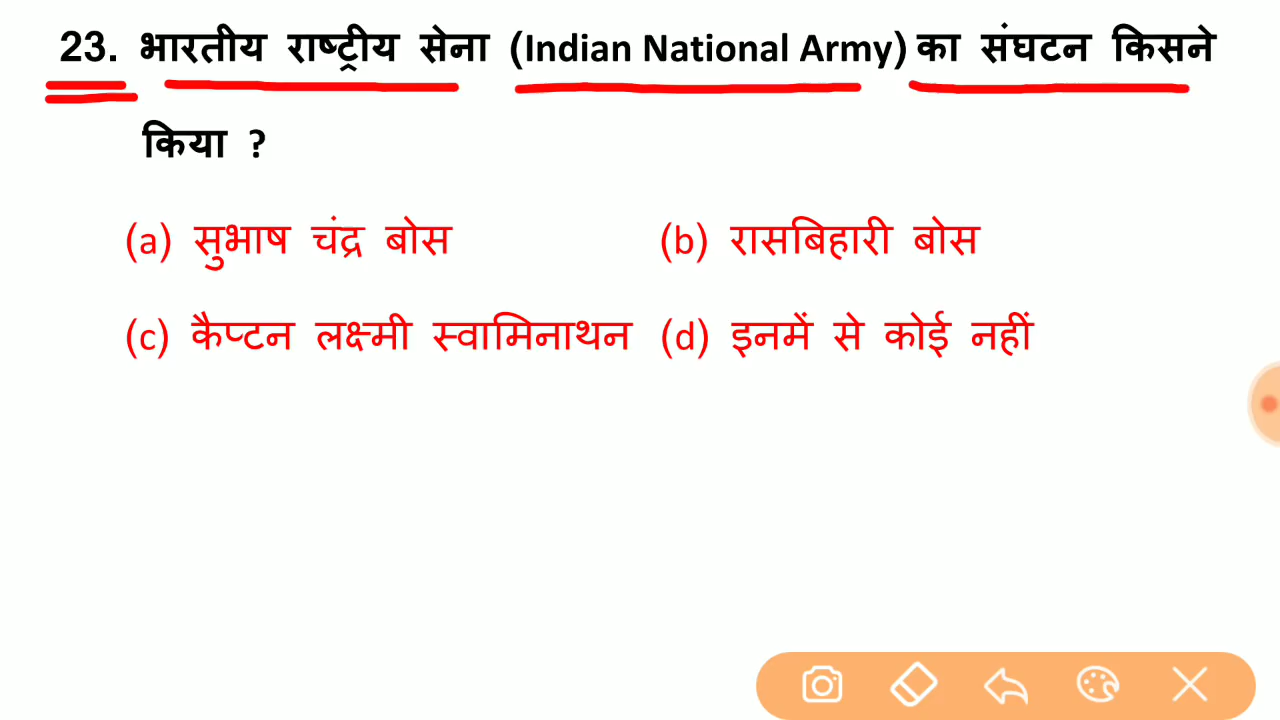 23. भारतीय राष्ट्रीय सेना (Indian National Army) का संघटन किसने
किया ?
(a) सुभाष चंद्र बोस (b) रासबिहारी बोस
(c) कैप्टन लक्ष्मी स्वामिनाथन (d) इनमें से कोई नहीं